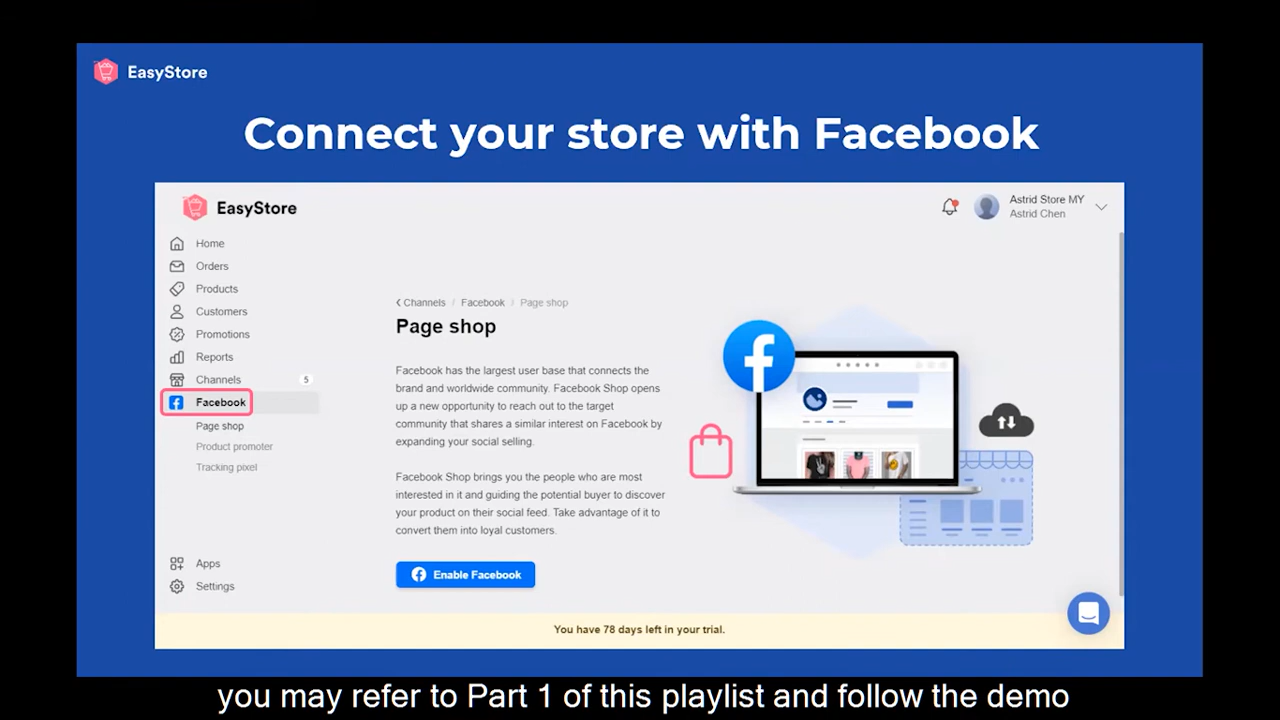 EasyStore
Connect your store with Facebook
EasyStore
Astrid Store MY
Astrid Chen
Home
Orders
Products
Customers
Promotions
Reports
Channels 5
Facebook
Page shop
Product promoter
Tracking pixel
Apps
Settings
Channels / Facebook / Page shop
Page shop
Facebook has the largest user base that connects the
brand and worldwide community. Facebook Shop opens
up a new opportunity to reach out to the target
community that shares a similar interest on Facebook by
expanding your social selling.
Facebook Shop brings you the people who are most
interested in it and guiding the potential buyer to discover
your product on their social feed. Take advantage of it to
convert them into loyal customers.
Enable Facebook
You have 78 days left in your trial.
you may refer to Part 1 of this playlist and follow the demo